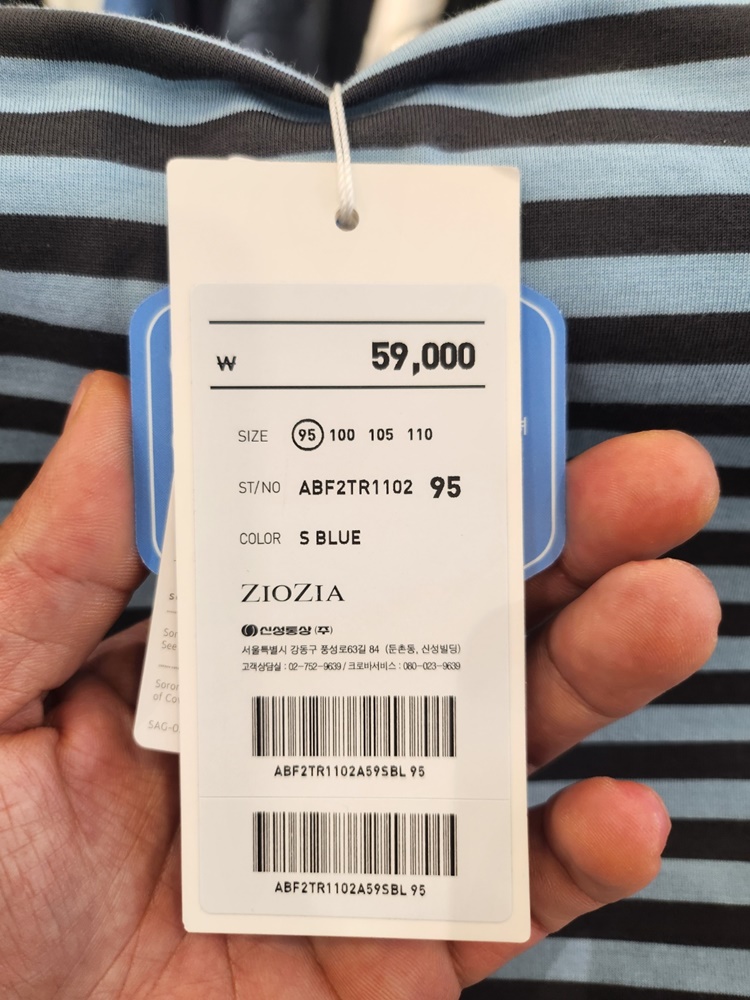 ₩ 59,000
SIZE 95 100 105 110
ST/NO ABF2TR1102 95
COLOR S BLUE
ZIOZIA
신성통상 (주)
서울특별시 강동구 풍성로63길 84 (둔촌동, 신성빌딩)
고객상담실 : 02-752-9639 / 크로바서비스 : 080-023-9639
ABF2TR1102A59SBL 95
ABF2TR1102A59SBL 95
See
of